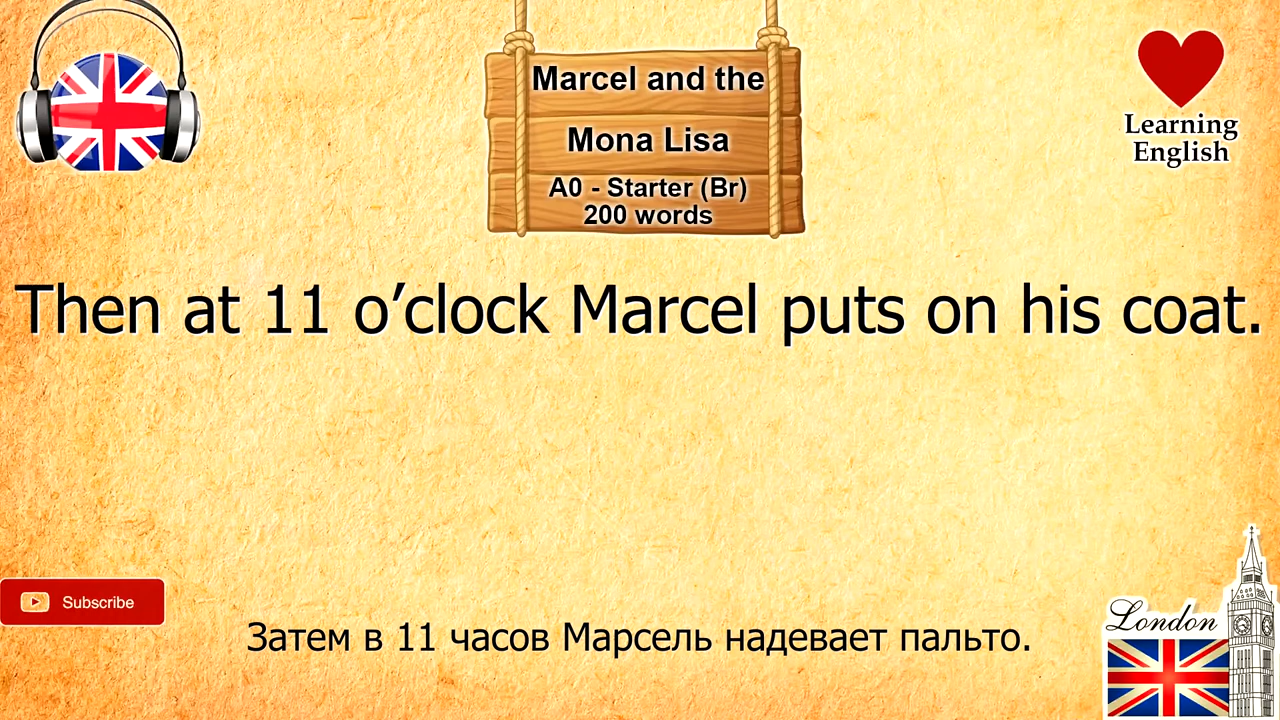 Marcel and the
Mona Lisa
A0 - Starter (Br)
200 words
Learning
English
Then at 11 o’clock Marcel puts on his coat.
Subscribe
Затем в 11 часов Марсель надевает пальто.
London